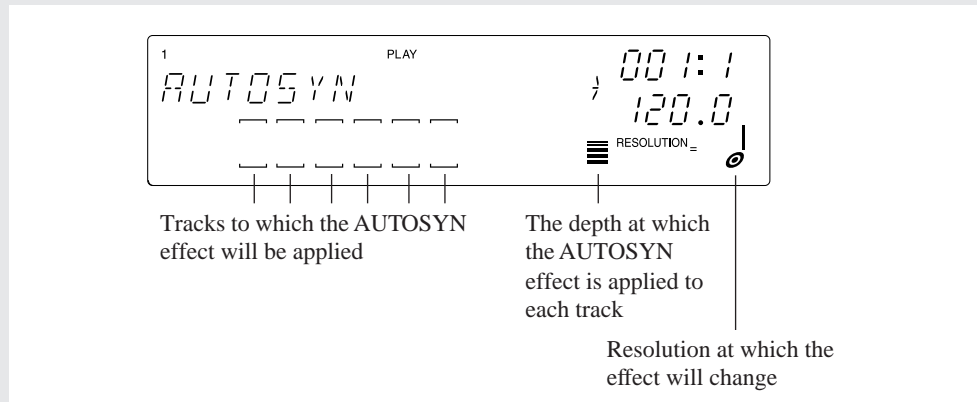 1 PLAY
001:1
AUTOSYN
120.0
RESOLUTION =
Tracks to which the AUTOSYN
effect will be applied
The depth at which
the AUTOSYN
effect is applied to
each track
Resolution at which the
effect will change